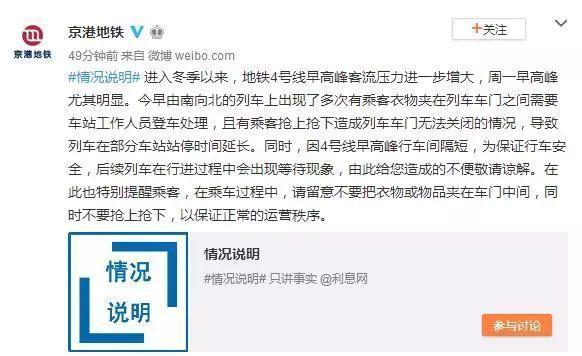 京港地铁
+关注
49分钟前 来自 微博 weibo.com
京港地铁
#情况说明# 进入冬季以来，地铁4号线早高峰客流压力进一步增大，周一早高峰
尤其明显。今早由南向北的列车上出现了多次有乘客衣物夹在列车车门之间需要
车站工作人员登车处理，且有乘客抢上抢下造成列车车门无法关闭的情况，导致
列车在部分车站站停时间延长。同时，因4号线早高峰行车间隔短，为保证行车安
全，后续列车在行进过程中会出现等待现象，由此给您造成的不便敬请谅解。在
此也特别提醒乘客，在乘车过程中，请留意不要把衣物或物品夹在车门中间，同
时不要抢上抢下，以保证正常的运营秩序。
情况
说明
情况说明
#情况说明# 只讲事实 @利息网
参与讨论